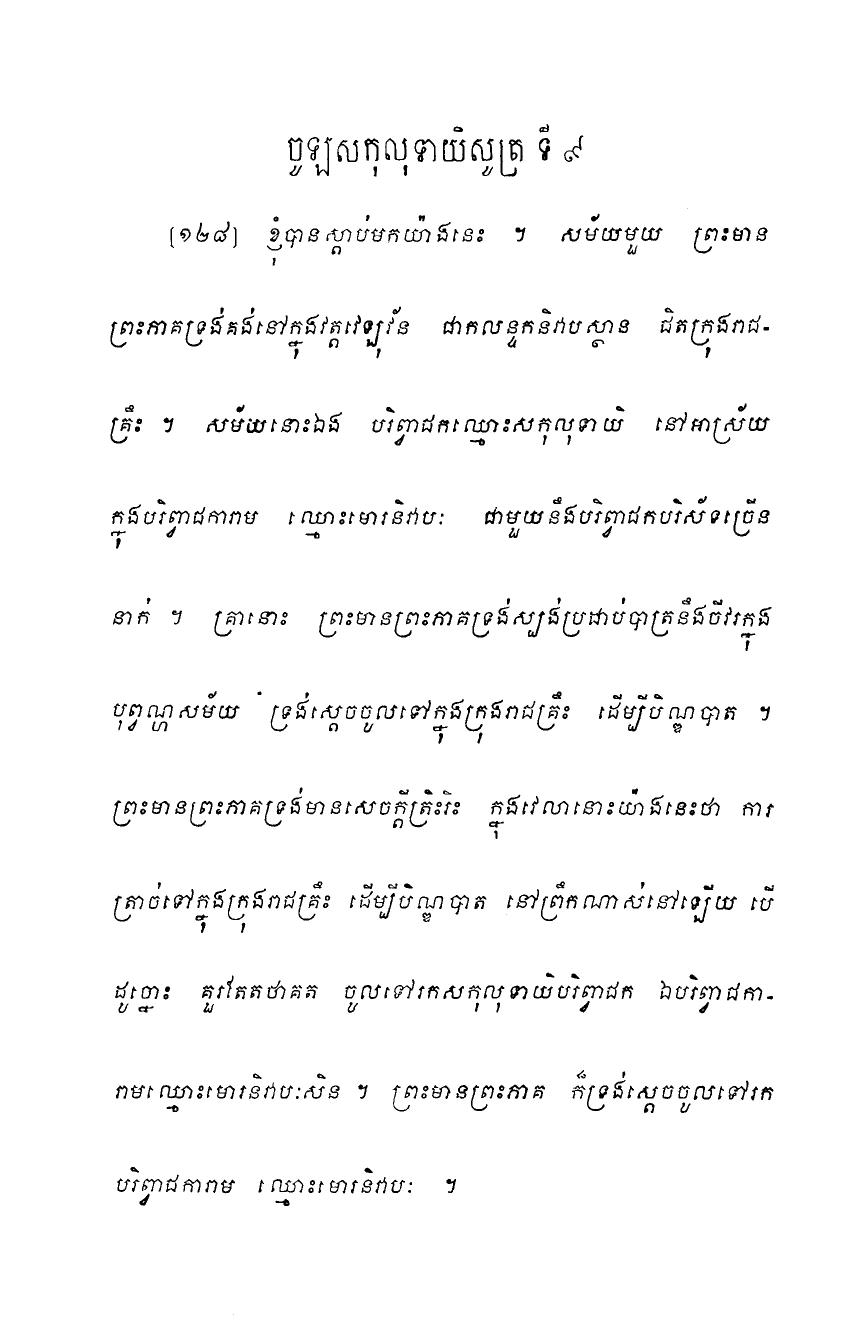 ចូឡសកុលុទាយិសូត្រ ទី ៩
[១២៨] ខ្ញុំបានស្តាប់មកយ៉ាងនេះ ។ សម័យមួយ ព្រះមាន
ព្រះភាគទ្រង់គង់នៅក្នុងវត្តវេឡុវ័ន ជាកលន្ទកនិវាបស្ថាន ជិតក្រុងរាជ-
គ្រឹះ ។ សម័យនោះឯង បរិព្វាជកឈ្មោះសកុលុទាយិ នៅអាស្រ័យ
ក្នុងបរិព្វាជការាម ឈ្មោះមោរនិវាបៈ ជាមួយនឹងបរិព្វាជកបរិស័ទច្រើន
នាក់ ។ គ្រានោះ ព្រះមានព្រះភាគទ្រង់ស្បង់ប្រដាប់បាត្រនឹងចីវរក្នុង
បុព្វណ្ហសម័យ ទ្រង់ស្តេចចូលទៅក្នុងក្រុងរាជគ្រឹះ ដើម្បីបិណ្ឌបាត ។
ព្រះមានព្រះភាគទ្រង់មានសេចក្តីត្រិះរិះ ក្នុងវេលានោះយ៉ាងនេះថា ការ
ត្រាច់ទៅក្នុងក្រុងរាជគ្រឹះ ដើម្បីបិណ្ឌបាត នៅព្រឹកណាស់នៅឡើយ បើ
ដូច្នោះ គួរតែតថាគត ចូលទៅរកសកុលុទាយិបរិព្វាជក ឯបរិព្វាជកា-
រាមឈ្មោះមោរនិវាបៈសិន ។ ព្រះមានព្រះភាគ ក៏ទ្រង់ស្តេចចូលទៅរក
បរិព្វាជការាម ឈ្មោះមោរនិវាបៈ ។